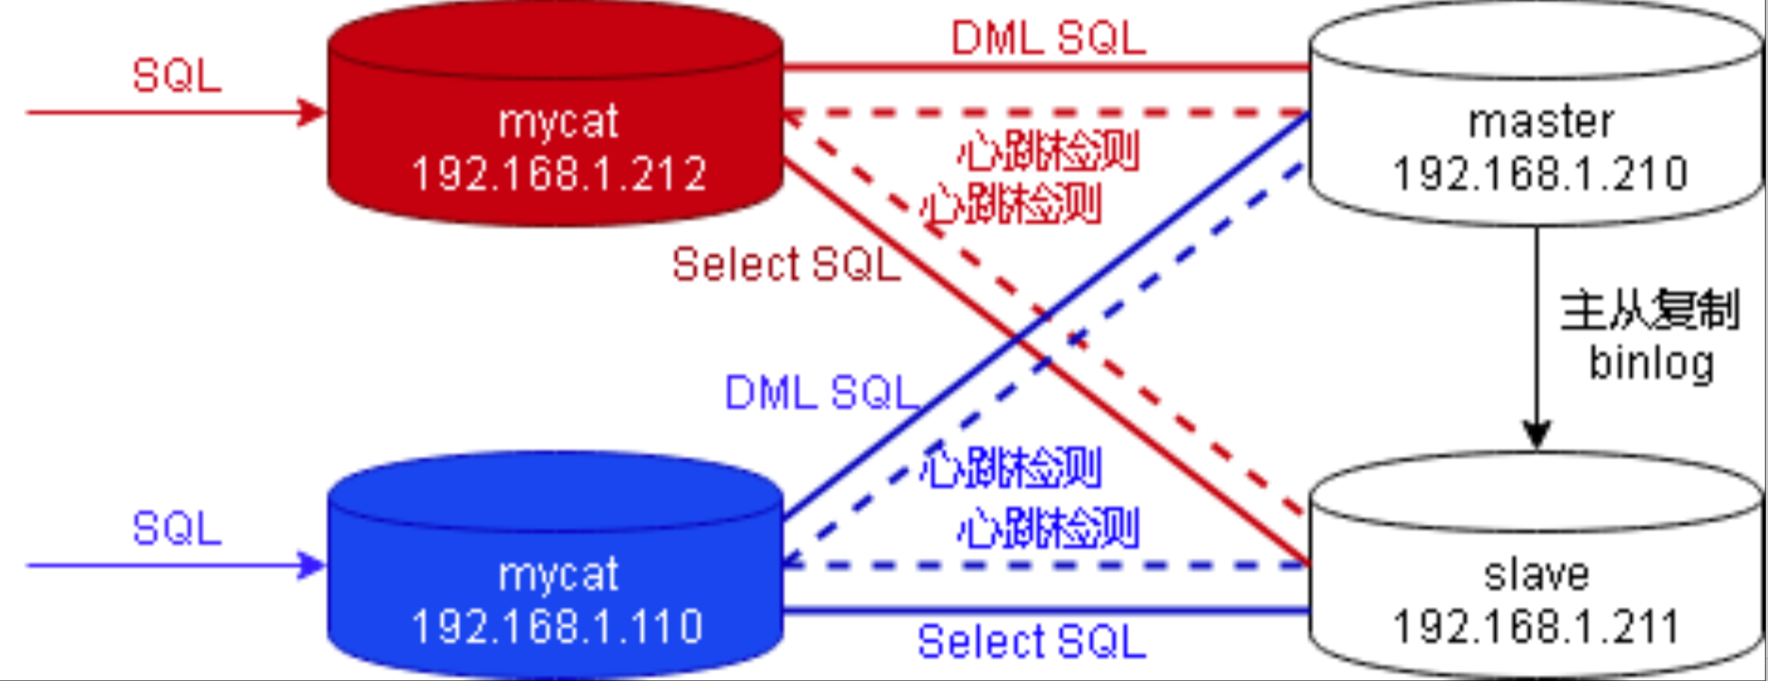 DML SQL
SQL
mycat
192.168.1.212
master
192.168.1.210
心跳检测
心跳检测
Select SQL
主从复制
binlog
DML SQL
心跳检测
心跳检测
SQL
mycat
192.168.1.110
slave
192.168.1.211
Select SQL